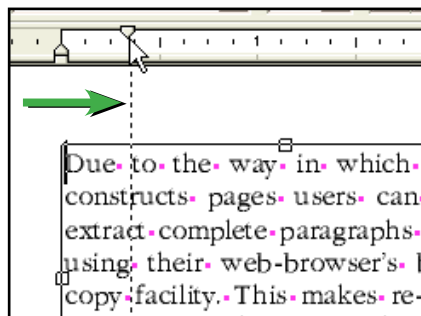 1
Due to the way in which
constructs pages users can
extract complete paragraphs
using their web-browser's
copy facility. This makes re-